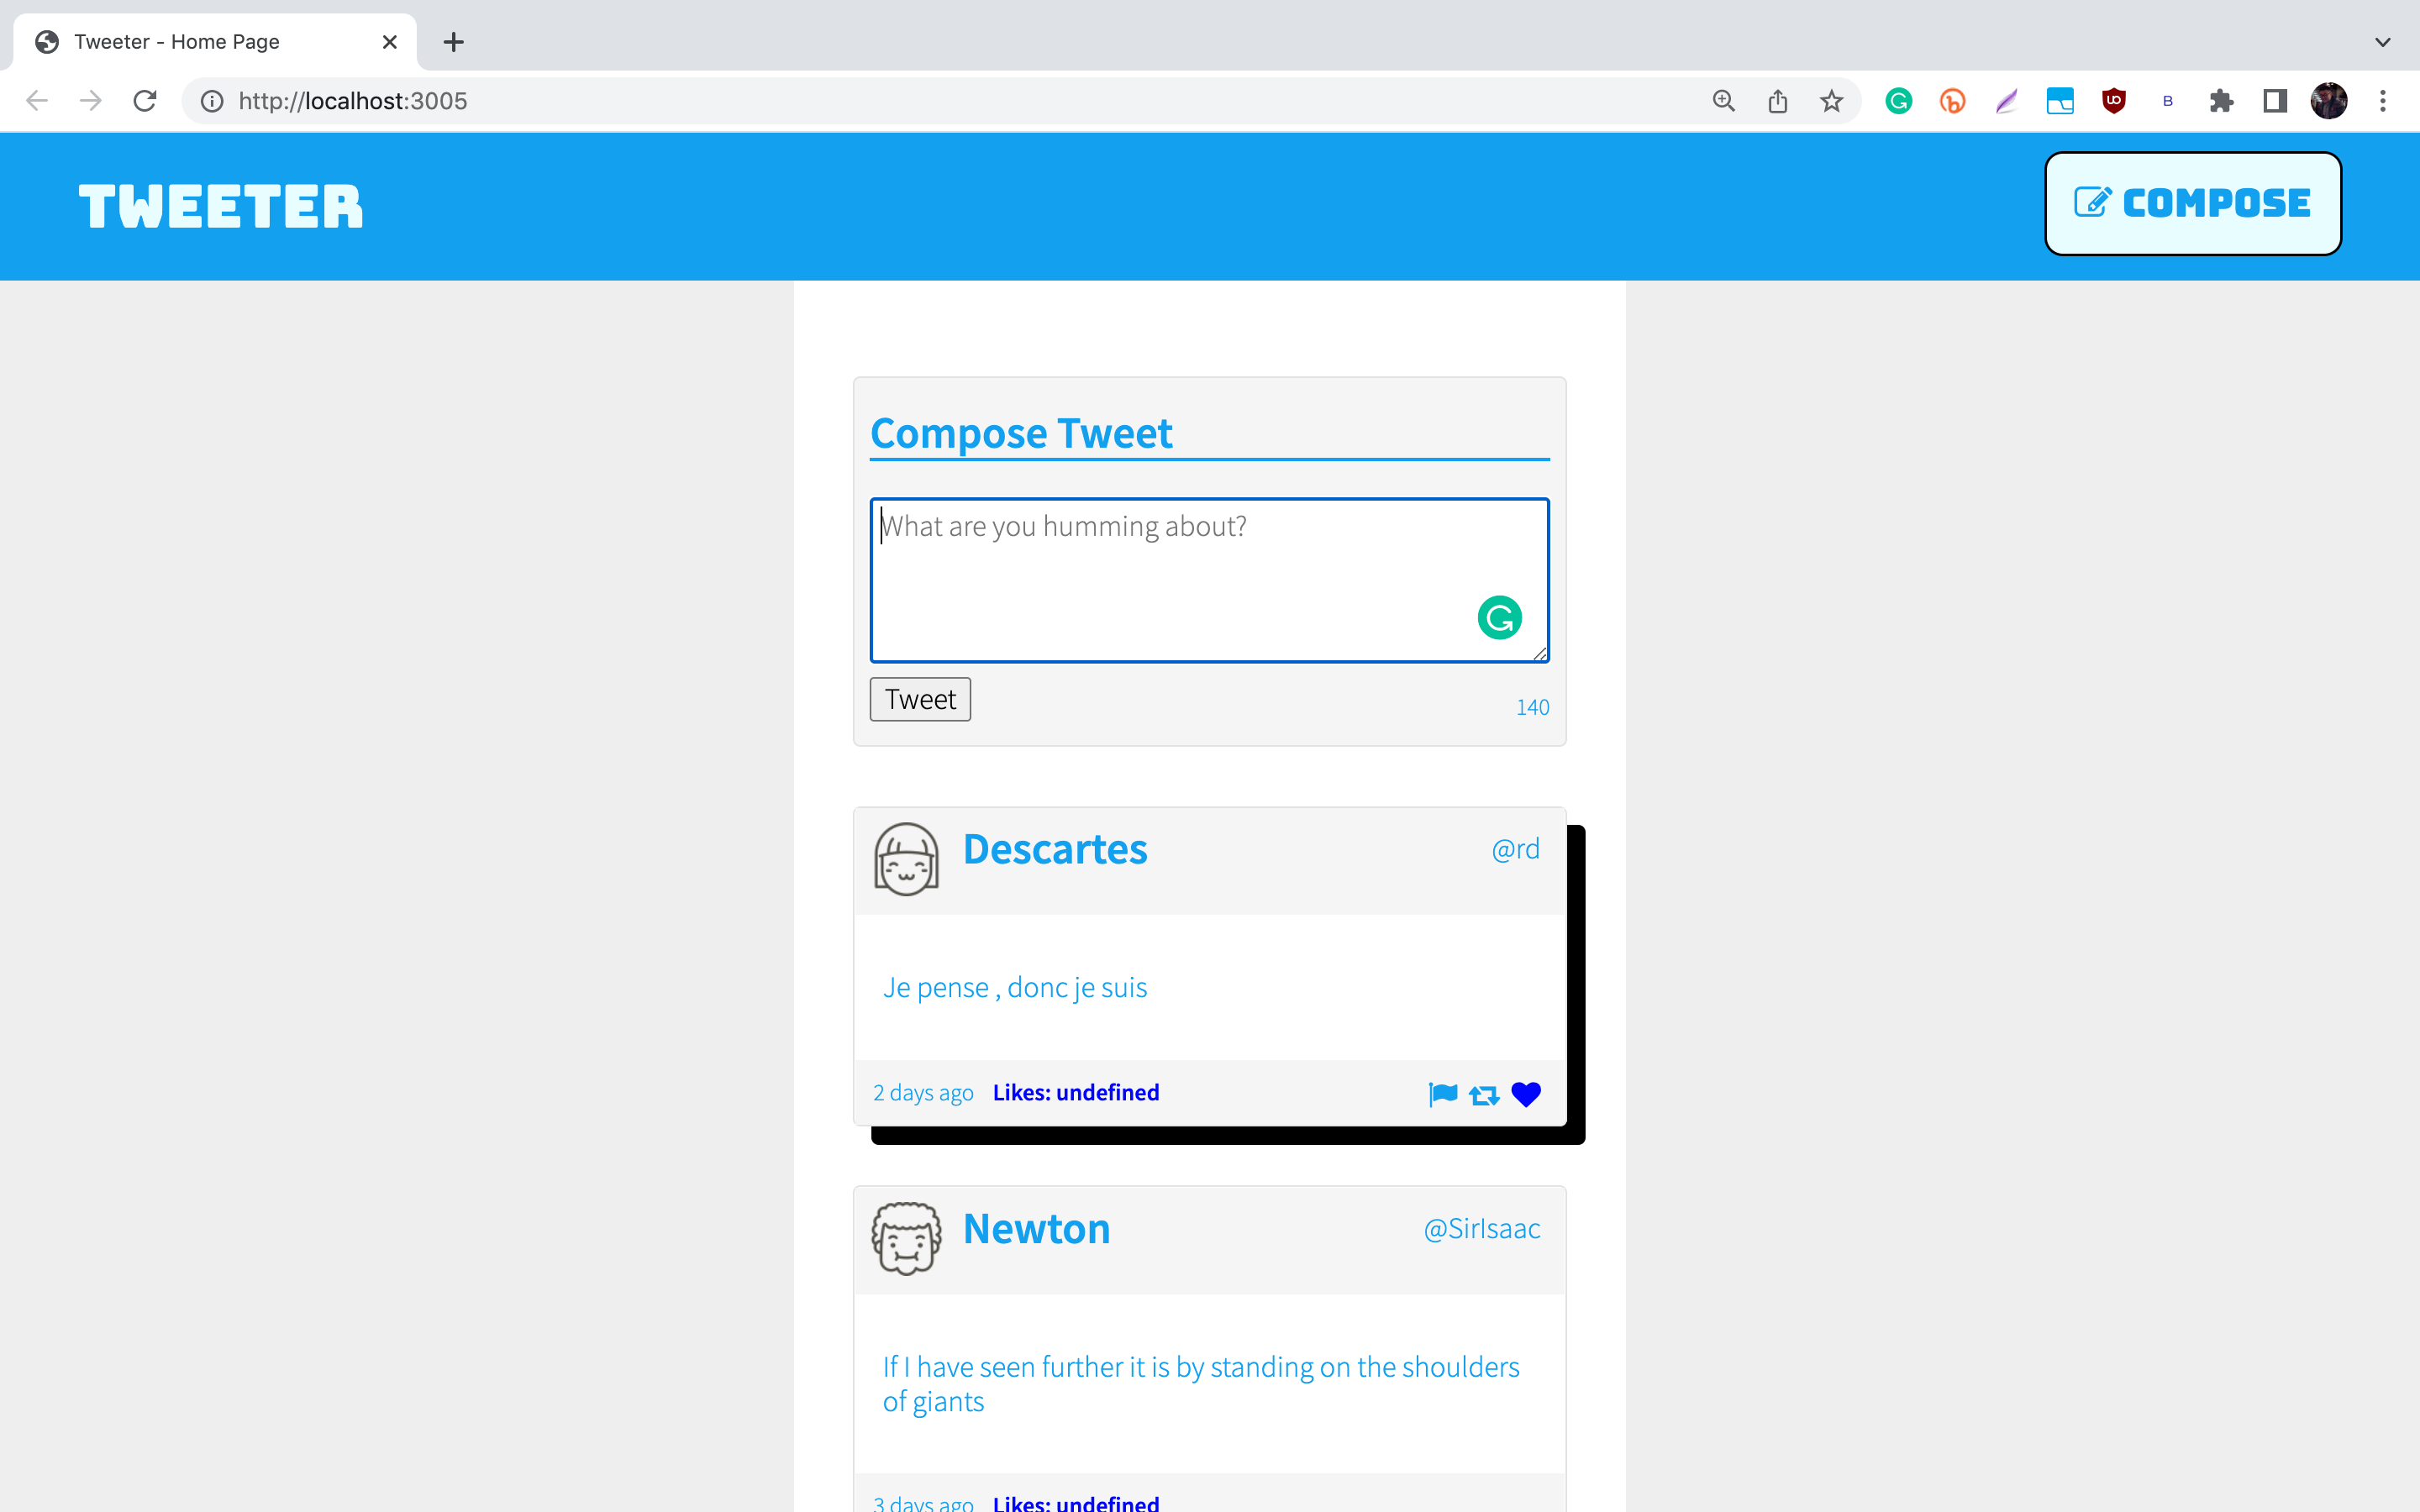 Tweeter - Home Page
http://localhost:3005
B
TWEETER
COMPOSE
Compose Tweet
What are you humming about?
Tweet
140
Descartes
@rd
Je pense , donc je suis
2 days ago Likes: undefined
Newton
@SirIsaac
If I have seen further it is by standing on the shoulders
of giants
3 days ago Likes: undefined